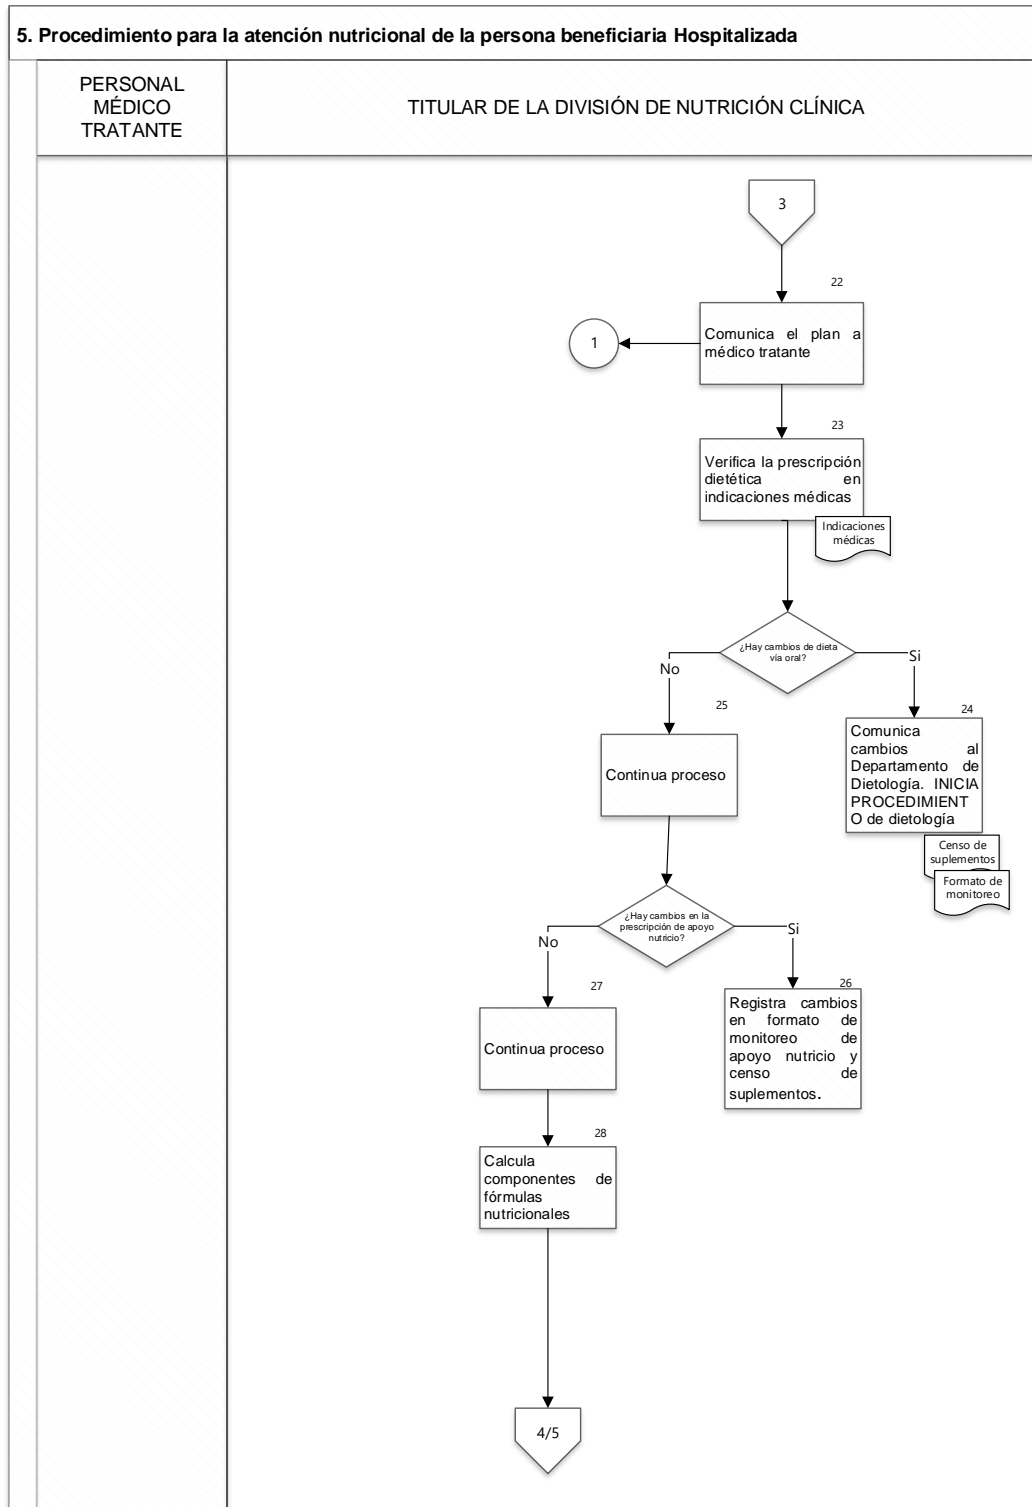 5. Procedimiento para la atención nutricional de la persona beneficiaria Hospitalizada
PERSONAL
MÉDICO
TRATANTE
TITULAR DE LA DIVISIÓN DE NUTRICIÓN CLÍNICA
3
22
Comunica el plan a
médico tratante
1
23
Verifica la prescripción
dietética en
indicaciones médicas
Indicaciones
médicas
¿Hay cambios de dieta
vía oral?
No
Si
25
Continua proceso
24
Comunica
cambios al
Departamento de
Dietología. INICIA
PROCEDIMIENT
O de dietología
Censo de
suplementos
Formato de
monitoreo
¿Hay cambios en la
prescripción de apoyo
nutricio?
No
Si
27
Continua proceso
26
Registra cambios
en formato de
monitoreo de
apoyo nutricio y
censo de
suplementos.
28
Calcula
componentes de
fórmulas
nutricionales
4/5